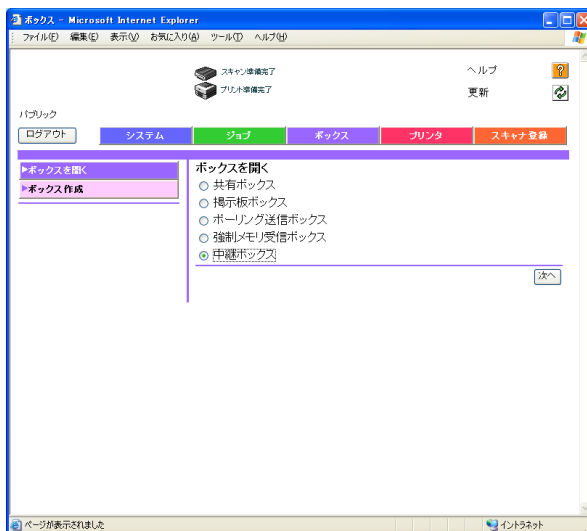 ボックス - Microsoft Internet Explorer
ファイル(F) 編集(E) 表示(V) お気に入り(A) ツール(T) ヘルプ(H)
スキャン準備完了 ヘルプ ?
プリント準備完了 更新
パブリック
ログアウト システム ジョブ ボックス プリンタ スキャナ登録
ボックスを開く ボックスを開く
ボックス作成 共有ボックス
掲示板ボックス
ポーリング送信ボックス
強制メモリ受信ボックス
中継ボックス
次へ
ページが表示されました イントラネット